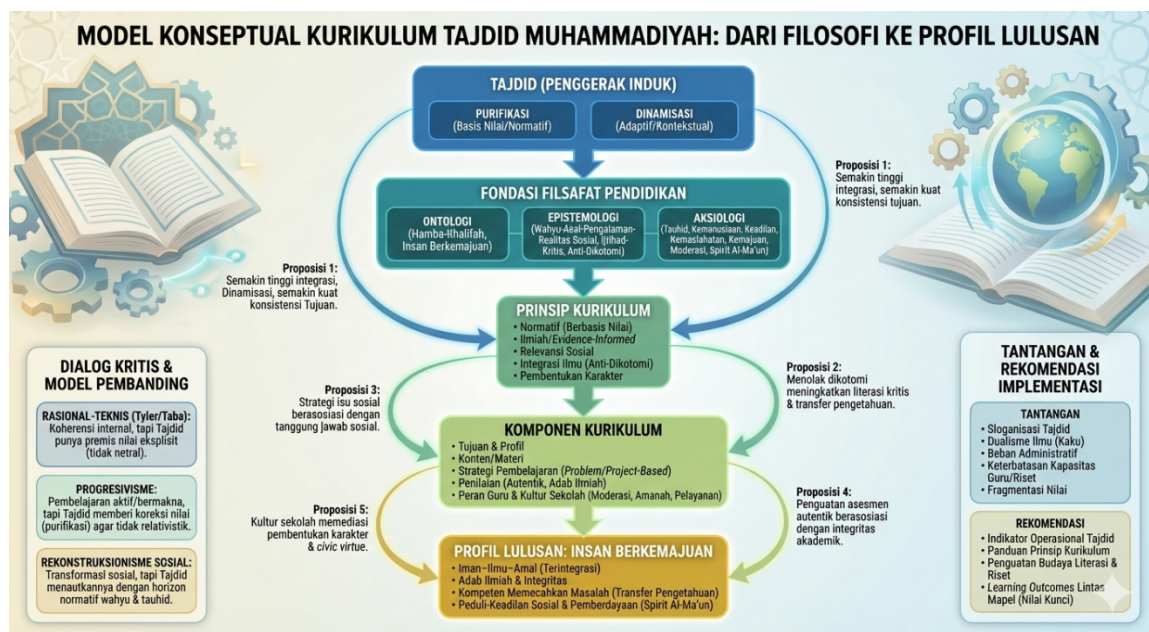 MODEL KONSEPTUAL KURIKULUM TAJDID MUHAMMADIYAH: DARI FILOSOFI KE PROFIL LULUSAN
TAJDID (PENGGERAK INDUK)
PURIFIKASI
(Basis Nilai/Normatif)
DINAMISASI
(Adaptif/Rontekstual)
FONDASI FILSAFAT PENDIDIKAN
ONTOLOGI
(Hamba-Khalifah,
Insan Berkemajuan)
EPISTEMOLOGI
(Wahyu-Aeal-Pengalaman-
Realitas Sosial, Ijtihad-
Kritis, Anti-Dikotomi)
AKSIOLOGI
(Tauhid, Kemanusiaan, Keadilan,
Kemaslahatan, Kemajuan,
Moderasi, Spirit Al-Ma'un)
Proposisi 1:
Semakin tinggi integrasi,
Dinamisasi, semakin kuat
konsistensi Tujuan.
Proposisi 1:
Semakin tinggi
integrasi, semakin kuat
konsistensi tujuan.
PRINSIP KURIKULUM
• Normatif (Berbasis Nilai)
• Ilmiah/Evidence-Informed
• Relevansi Sosial
• Integrasi Ilmu (Anti-Dikotomi)
• Pembentukan Karakter
Proposisi 3:
Strategi isu sosial
berasosiasi dengan
tanggung Jawab sosial.
Proposisi 2:
Menolak dikotomi
meningkatkan literasi kritis
& transfer pengetahuan.
KOMPONEN KURIKULUM
• Tujuan & Profil
• Konten/Materi
• Strategi Pembelajaran (Problem/Project-Based)
• Penilaian (Autentik, Adab Ilmiah)
• Peran Guru & Kultur Sekolah (Moderasi, Amanah, Pelayanan)
Proposisi 5:
Kultur sekolah memediasi
pembentukan karakter
& civic virtue.
Proposisi 4:
Penguatan asesmen
autentik berasosiasi
dengan integritas
akademik.
PROFIL LULUSAN: INSAN BERKEMAJUAN
• Iman–Ilmu–Amal (Terintegrasi)
• Adab Ilmiah & Integritas
• Kompeten Memecahkan Masalah (Transfer Pengetahuan)
• Peduli-Keadilan Sosial & Pemberdayaan (Spirit Al-Ma'un)
DIALOG KRITIS &
MODEL PEMBANDING
RASIONAL-TEKNIS (Tyler/Taba):
Koherensi internal, tapi Tajdid
punya premis nilai eksplisit
(tidak netral).
PROGRESIVISME:
Pembelajaran aktif/bermakna,
tapi Tajdid memberi koreksi nilai
(purifikasi) agar tidak relativistik.
REKONSTRUKSIONISME SOSIAL:
Transformasi sosial, tapi Tajdid
menautkannya dengan horizon
normatif wahyu & tauhid.
TANTANGAN &
REKOMENDASI
IMPLEMENTASI
TANTANGAN
• Sloganisasi Tajdid
• Dualisme Ilmu (Kaku)
• Beban Administratif
• Keterbatasan Kapasitas
Guru/Riset
• Fragmentasi Nilai
REKOMENDASI
• Indikator Operasional Tajdid
• Panduan Prinsip Kurikulum
• Penguatan Budaya Literasi &
Riset
• Learning Outcomes Lintas
Mapel (Nilai Kunci)